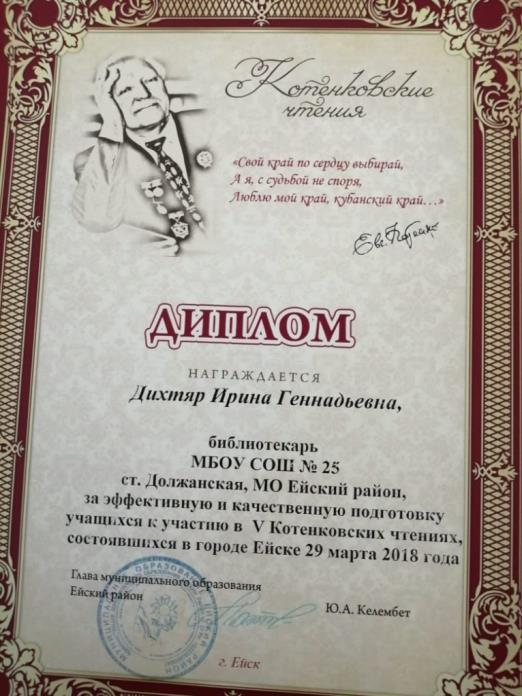 Котенковские
чтения
«Свой край по сердцу выбирай,
А я, с судьбой не споря,
Люблю мой край, кубанский край…»
ДИПЛОМ
НАГРАЖДАЕТСЯ
Дихтяр Ирина Геннадьевна,
библиотекарь
МБОУ СОШ № 25
ст. Должанская, МО Ейский район,
за эффективную и качественную подготовку
учащихся к участию в V Котенковских чтениях,
состоявшихся в городе Ейске 29 марта 2018 года
Глава муниципального образования
Ейский район
Ю.А. Келембет
г. Ейск